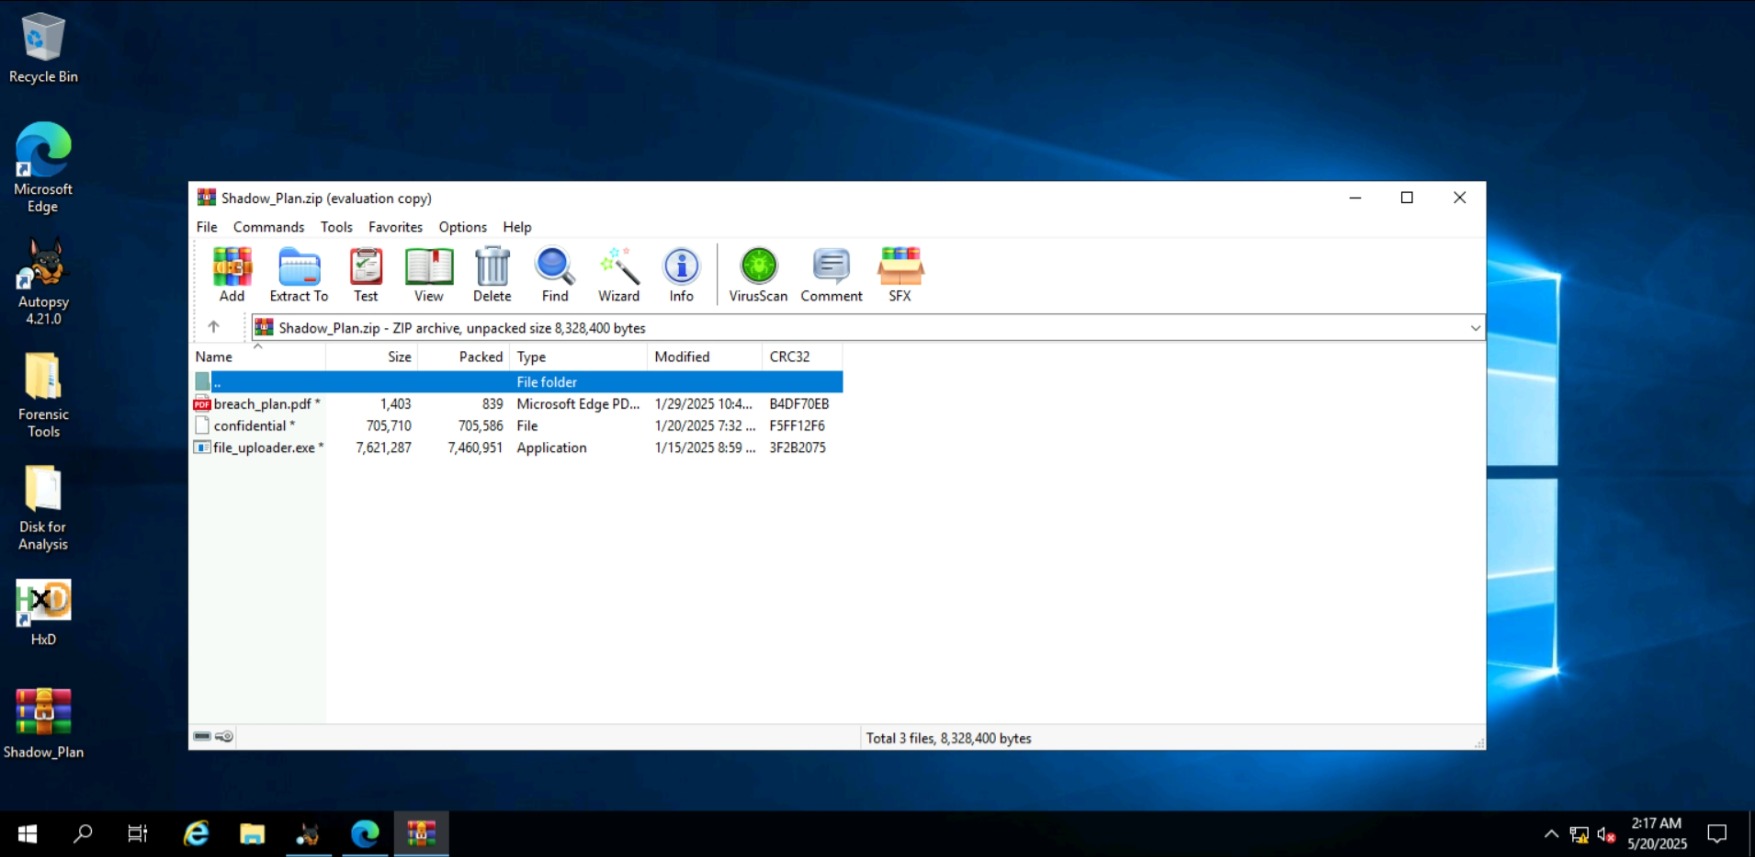 Recycle Bin
Microsoft
Edge
Autopsy
4.21.0
Forensic
Tools
Disk for
Analysis
HxD
HxD
Shadow_Plan
Shadow_Plan.zip (evaluation copy)
File Commands Tools Favorites Options Help
Add Extract To Test View Delete Find Wizard Info VirusScan Comment SFX
Shadow_Plan.zip - ZIP archive, unpacked size 8,328,400 bytes
Name Size Packed Type Modified CRC32
.. File folder
PDF breach_plan.pdf * 1,403 839 Microsoft Edge PD... 1/29/2025 10:4... B4DF70EB
confidential * 705,710 705,586 File 1/20/2025 7:32 ... F5FF12F6
file_uploader.exe * 7,621,287 7,460,951 Application 1/15/2025 8:59 ... 3F2B2075
Total 3 files, 8,328,400 bytes
2:17 AM
5/20/2025